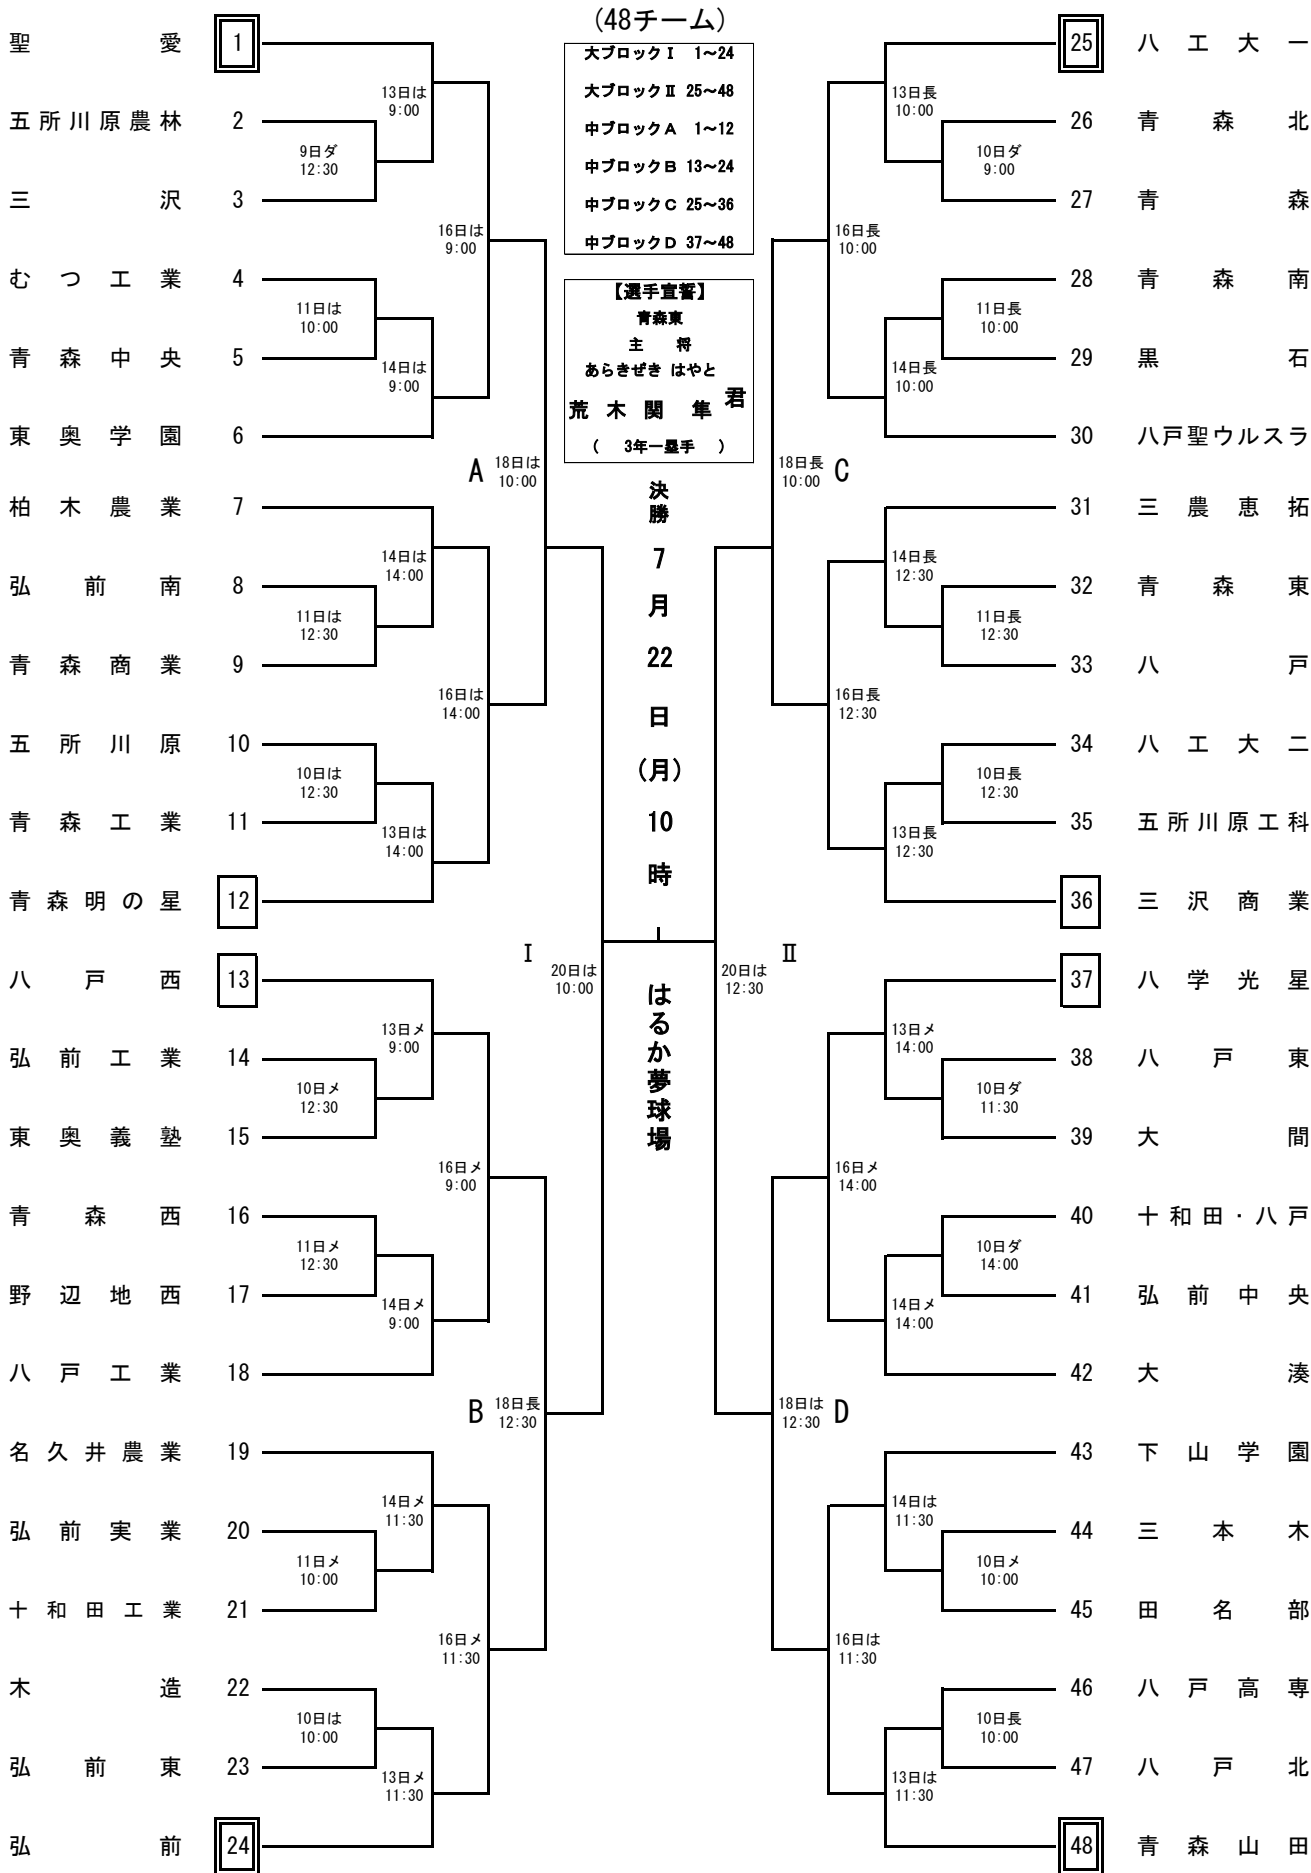 (48チーム)
大ブロックⅠ 1～24
大ブロックⅡ 25～48
中ブロックA 1～12
中ブロックB 13～24
中ブロックC 25～36
中ブロックD 37～48
【選手宣誓】
青森東
主 将
あらきぜき はやと
荒木関 隼 君
( 3年一塁手 )
決勝 7月22日(月)10時 はるか夢球場
聖愛 1
13日は 9:00
五所川原農林 2
9日ダ 12:30
三沢 3
16日は 9:00
むつ工業 4
11日は 10:00
青森中央 5
14日は 9:00
東奥学園 6
A 18日は 10:00
柏木農業 7
14日は 14:00
弘前南 8
11日は 12:30
青森商業 9
16日は 14:00
五所川原 10
10日は 12:30
青森工業 11
13日は 14:00
青森明の星 12
Ⅰ 20日は 10:00
八戸西 13
13日メ 9:00
弘前工業 14
10日メ 12:30
東奥義塾 15
16日メ 9:00
青森西 16
11日メ 12:30
野辺地西 17
14日メ 9:00
八戸工業 18
B 18日長 12:30
名久井農業 19
14日メ 11:30
弘前実業 20
11日メ 10:00
十和田工業 21
16日メ 11:30
木造 22
10日は 10:00
弘前東 23
13日メ 11:30
弘前 24
25 八工大一
13日長 10:00
26 青森北
10日ダ 9:00
27 青森
16日長 10:00
28 青森南
11日長 10:00
29 黒石
14日長 10:00
30 八戸聖ウルスラ
18日長 10:00 C
31 三農恵拓
14日長 12:30
32 青森東
11日長 12:30
33 八戸
16日長 12:30
34 八工大二
10日長 12:30
35 五所川原工科
13日長 12:30
36 三沢商業
20日は 12:30 Ⅱ
37 八学光星
13日メ 14:00
38 八戸東
10日ダ 11:30
39 大間
16日メ 14:00
40 十和田・八戸
10日ダ 14:00
41 弘前中央
14日メ 14:00
42 大湊
18日は 12:30 D
43 下山学園
14日は 11:30
44 三本木
10日メ 10:00
45 田名部
16日は 11:30
46 八戸高専
10日長 10:00
47 八戸北
13日は 11:30
48 青森山田